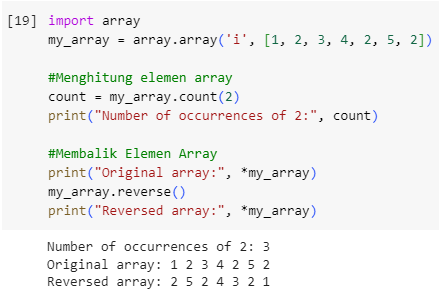 [19] import array
my_array = array.array('i', [1, 2, 3, 4, 2, 5, 2])
#Menghitung elemen array
count = my_array.count(2)
print("Number of occurrences of 2:", count)
#Membalik Elemen Array
print("Original array:", *my_array)
my_array.reverse()
print("Reversed array:", *my_array)
Number of occurrences of 2: 3
Original array: 1 2 3 4 2 5 2
Reversed array: 2 5 2 4 3 2 1